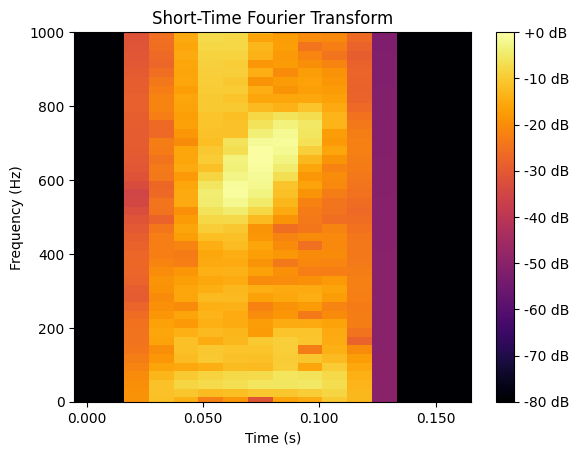 Short-Time Fourier Transform
1000
800
600
400
200
0
Frequency (Hz)
0.000
0.050
0.100
0.150
Time (s)
+0 dB
-10 dB
-20 dB
-30 dB
-40 dB
-50 dB
-60 dB
-70 dB
-80 dB